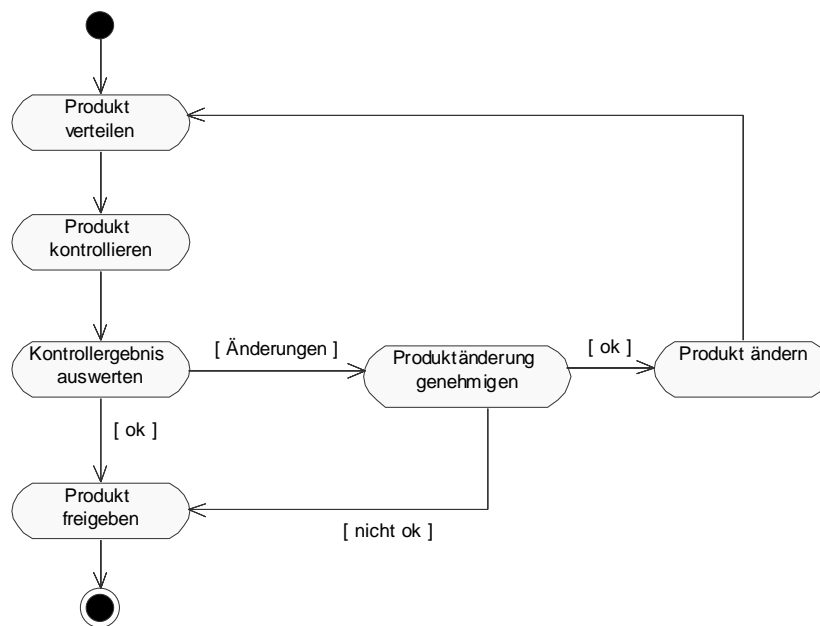 Produkt
verteilen
Produkt
kontrollieren
Kontrollergebnis
auswerten
[ Änderungen ]
Produktänderung
genehmigen
[ ok ]
Produkt ändern
[ ok ]
Produkt
freigeben
[ nicht ok ]